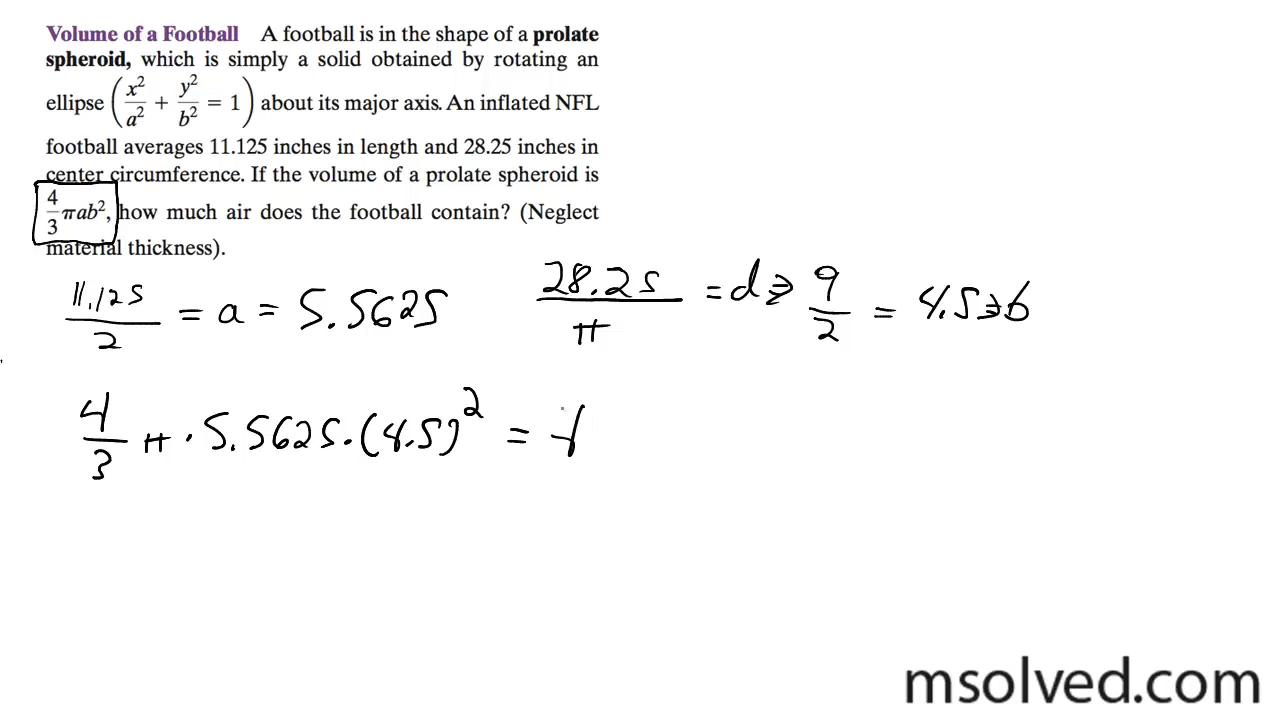 Volume of a Football A football is in the shape of a prolate
spheroid, which is simply a solid obtained by rotating an
ellipse (x²/a² + y²/b² = 1) about its major axis. An inflated NFL
football averages 11.125 inches in length and 28.25 inches in
center circumference. If the volume of a prolate spheroid is
4/3 πab², how much air does the football contain? (Neglect
material thickness).
11.125/2 = a = 5.5625
28.25/π = d ⇒ 9/2 = 4.5 ⇒ b
4/3 π · 5.5625 · (4.5)² =
msolved.com